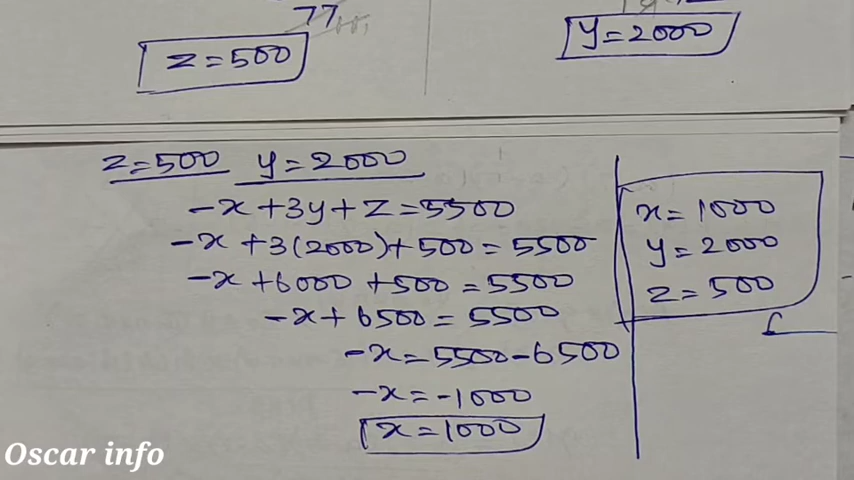 77
z=500
y=2000
z=500 y=2000
-x+3y+z=5500
-x+3(2000)+500=5500
-x+6000+500=5500
-x+6500=5500
-x=5500-6500
-x=-1000
x=1000
x=1000
y=2000
z=500
Oscar info